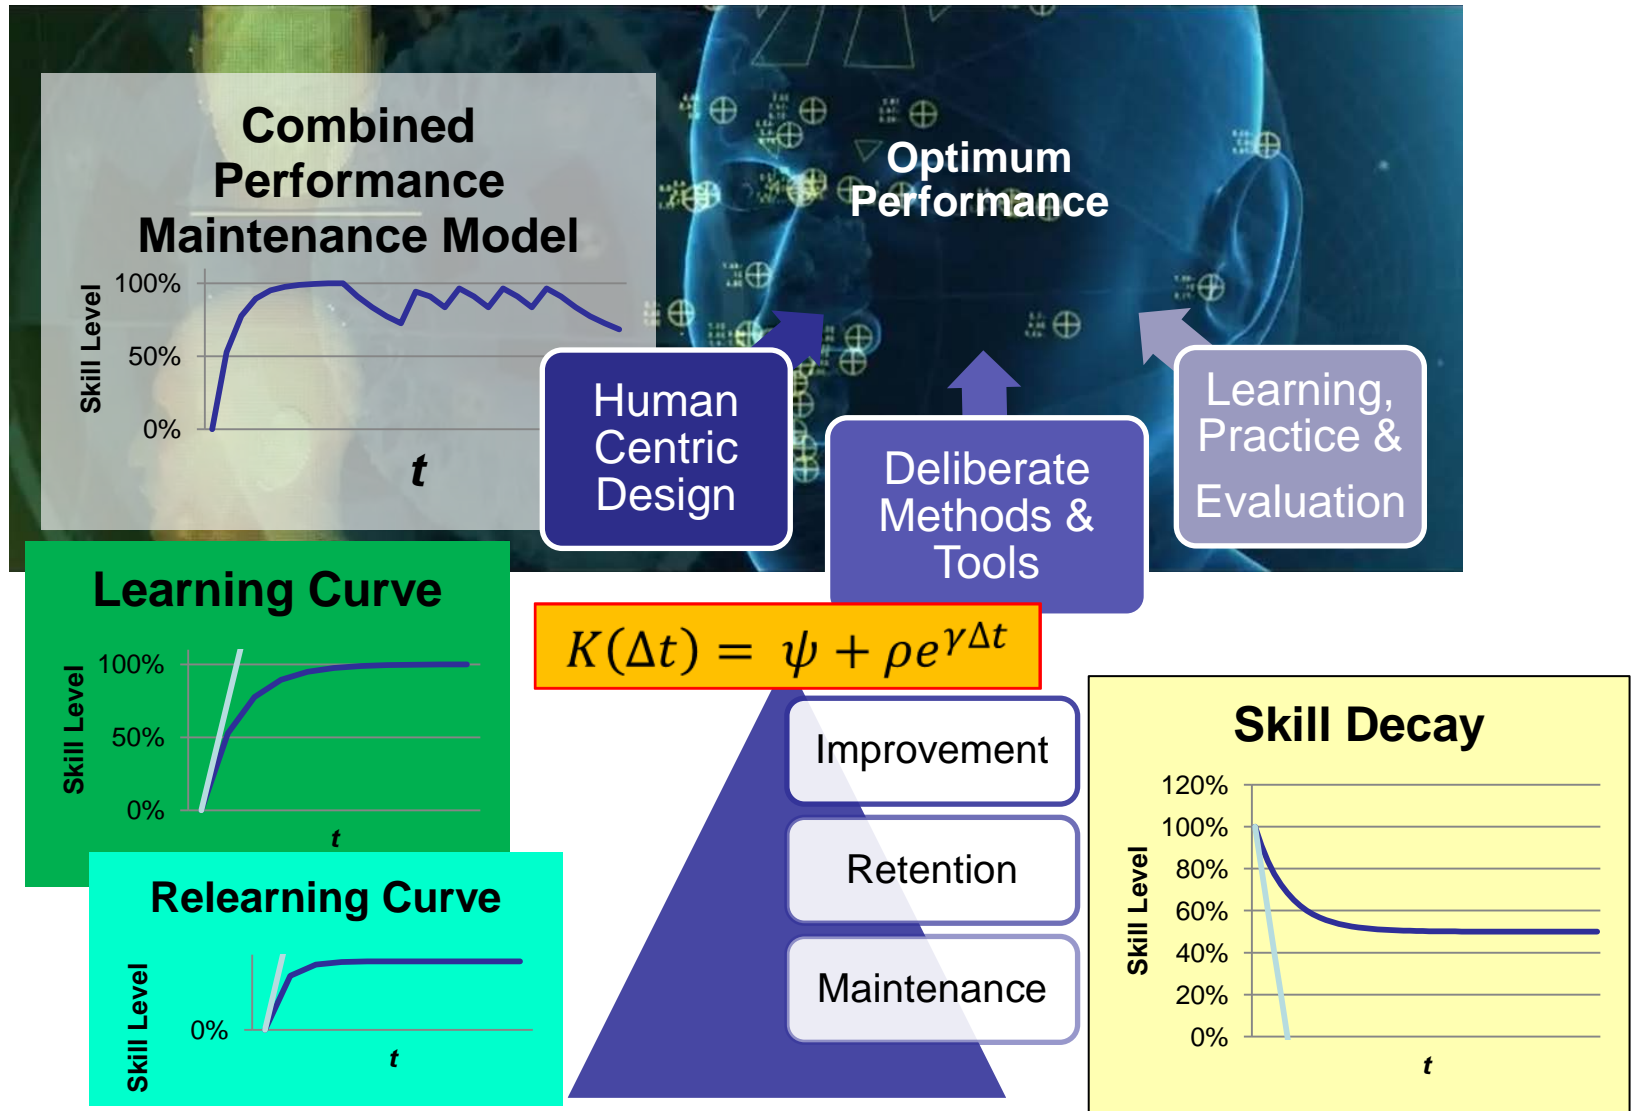 Combined
Performance
Maintenance Model
Skill Level
100%
50%
0%
t
Optimum
Performance
Human
Centric
Design
Deliberate
Methods &
Tools
Learning,
Practice &
Evaluation
Learning Curve
Skill Level
100%
50%
0%
t
K(Δt) = ψ + ρe^{γΔt}
Relearning Curve
Skill Level
0%
t
Improvement
Retention
Maintenance
Skill Decay
Skill Level
120%
100%
80%
60%
40%
20%
0%
t